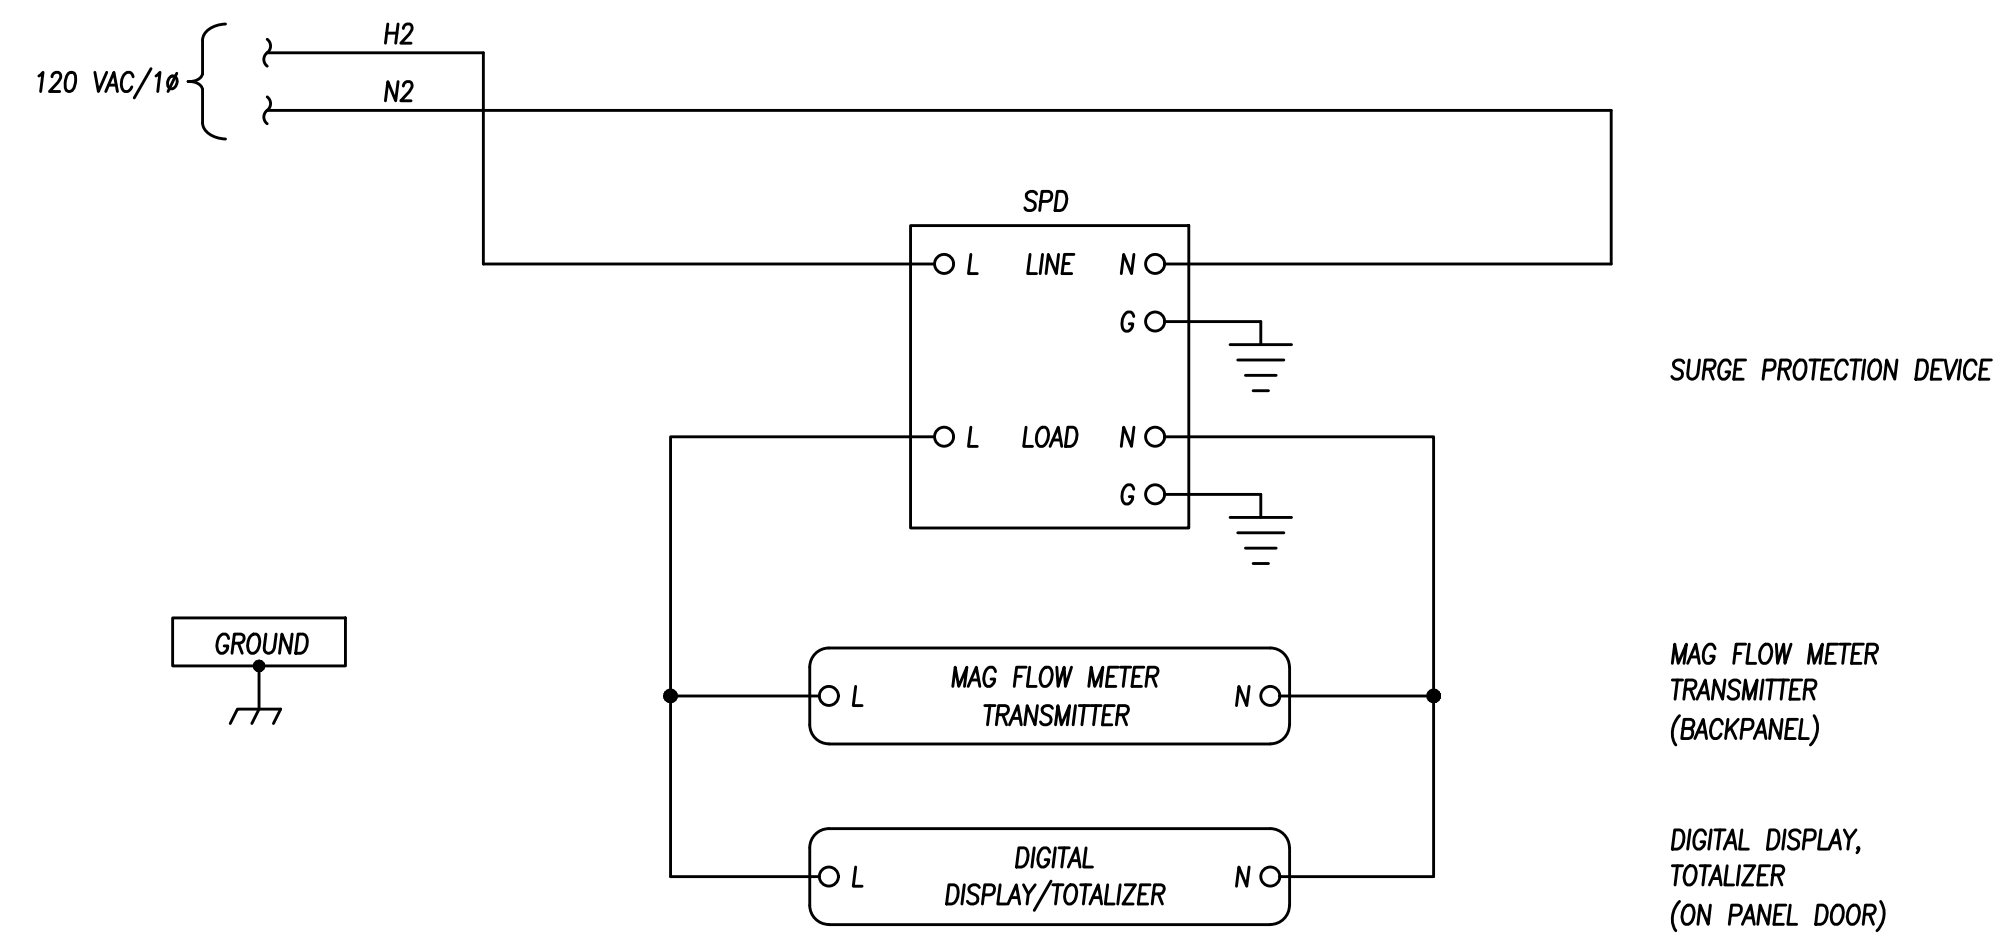 H2
120 VAC/1ø
N2
SPD
L LINE N
G
SURGE PROTECTION DEVICE
L LOAD N
G
GROUND
MAG FLOW METER
TRANSMITTER
L N
MAG FLOW METER
TRANSMITTER
(BACKPANEL)
DIGITAL
DISPLAY/TOTALIZER
L N
DIGITAL DISPLAY,
TOTALIZER
(ON PANEL DOOR)